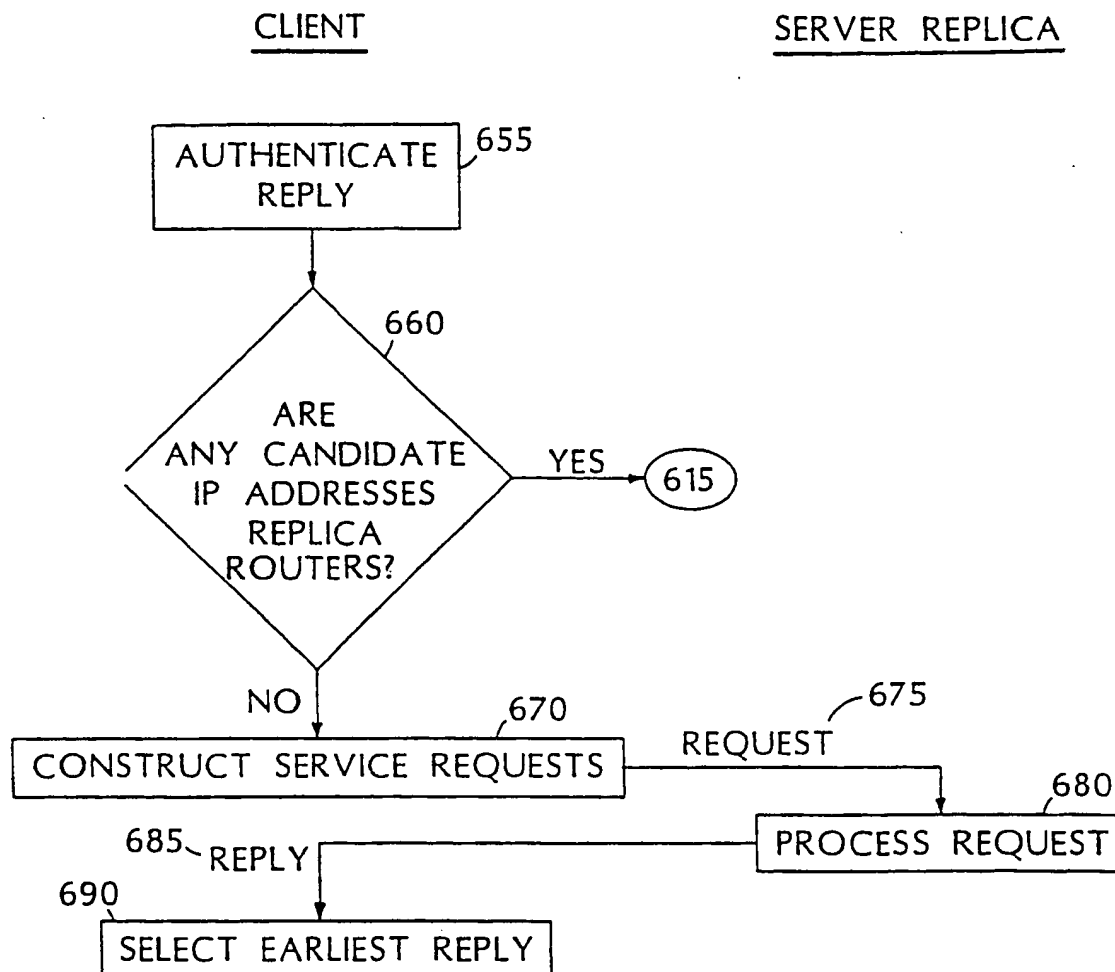 CLIENT
SERVER REPLICA
655
AUTHENTICATE
REPLY
660
ARE
ANY CANDIDATE
IP ADDRESSES
REPLICA
ROUTERS?
YES
615
NO
670
675
REQUEST
CONSTRUCT SERVICE REQUESTS
680
PROCESS REQUEST
685
REPLY
690
SELECT EARLIEST REPLY